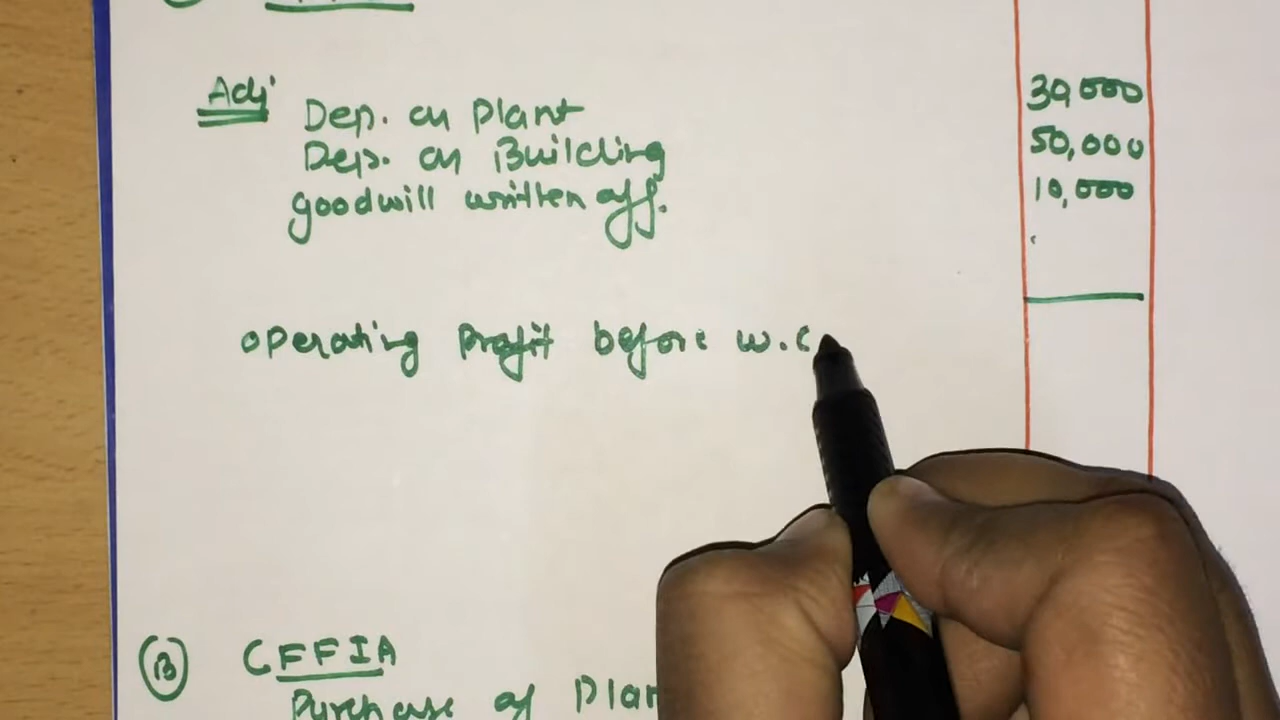 Adj
Dep. on Plant 30,000
Dep. on Building 50,000
goodwill written off. 10,000
Operating Profit before w.c
B CFFIA
Purchase of Plan